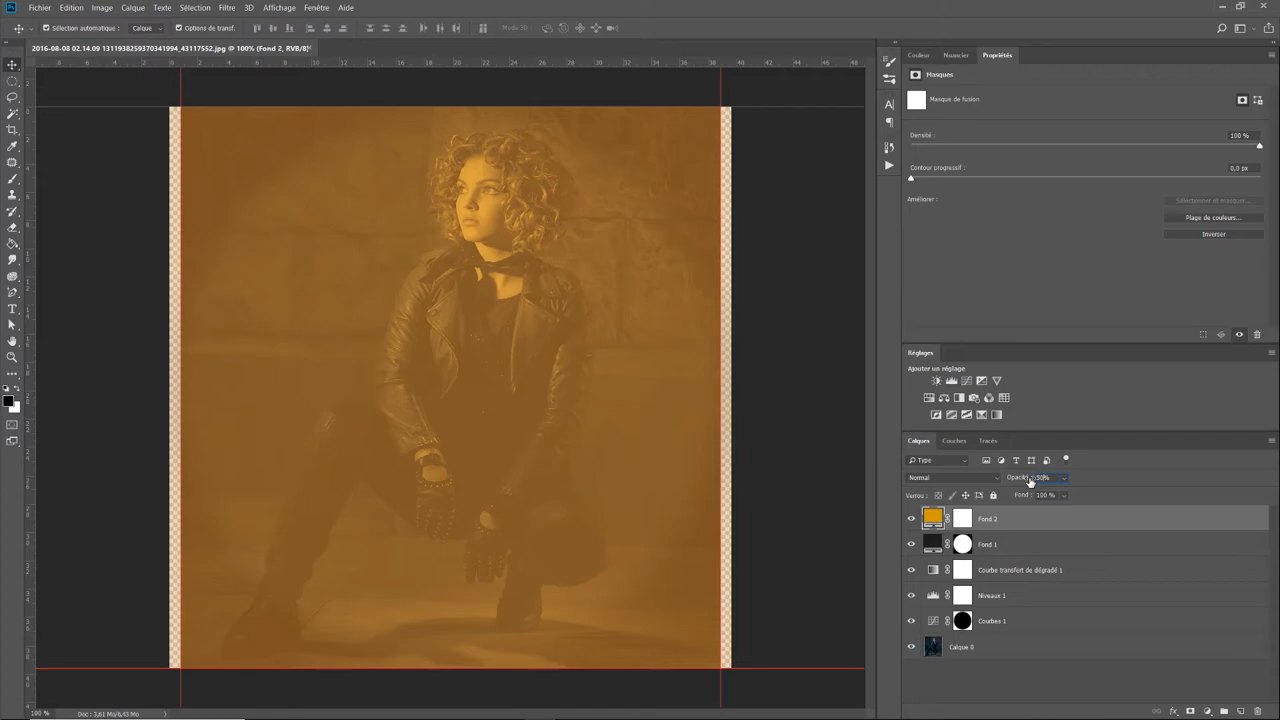 Ps Fichier Edition Image Calque Texte Sélection Filtre 3D Affichage Fenêtre Aide
Sélection automatique : Calque Options de transf. Mode 3D :
2016-08-08 02.14.09 1311938259370341994_43117552.jpg @ 100% (Fond 2, RVB/8)
Couleur Nuancier Propriétés
Masques
Masque de fusion
Densité : 100 %
Contour progressif : 0,0 px
Améliorer :
Sélectionner et masquer...
Plage de couleurs...
Inverser
Réglages
Ajouter un réglage
Calques Couches Tracés
Type
Normal 50%
Verrou : Fond : 100 %
Fond 2
Fond 1
Courbe transfert de dégradé 1
Niveaux 1
Courbes 1
Calque 0
100 % Doc : 3,61 Mo/6,43 Mo